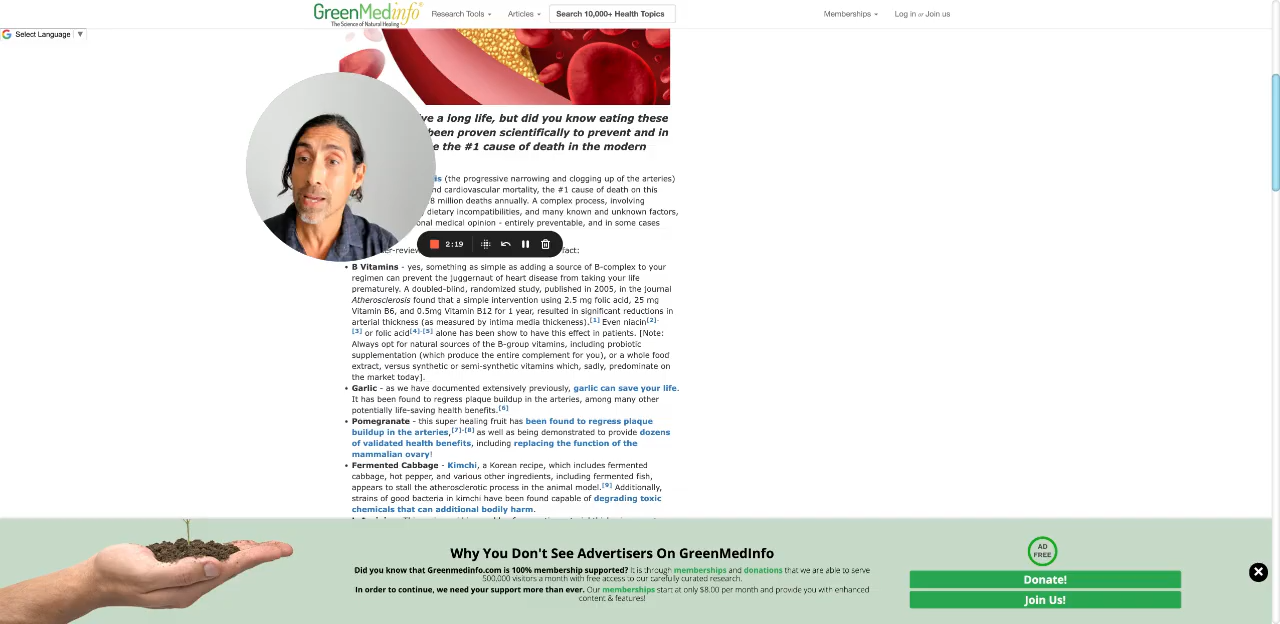 GreenMedinfo®
The Science of Natural Healing
Research Tools
Articles
Search 10,000+ Health Topics
Memberships
Log in or Join us
Select Language
ve a long life, but did you know eating these
been proven scientifically to prevent and in
e the #1 cause of death in the modern
is (the progressive narrowing and clogging up of the arteries)
nd cardiovascular mortality, the #1 cause of death on this
8 million deaths annually. A complex process, involving
dietary incompatibilities, and many known and unknown factors,
onal medical opinion - entirely preventable, and in some cases
2:19
er-review
fact:
• B Vitamins - yes, something as simple as adding a source of B-complex to your
regimen can prevent the juggernaut of heart disease from taking your life
prematurely. A doubled-blind, randomized study, published in 2005, in the journal
Atherosclerosis found that a simple intervention using 2.5 mg folic acid, 25 mg
Vitamin B6, and 0.5mg Vitamin B12 for 1 year, resulted in significant reductions in
arterial thickness (as measured by intima media thickeness).[1] Even niacin[2]-
[3] or folic acid[4]-[5] alone has been show to have this effect in patients. [Note:
Always opt for natural sources of the B-group vitamins, including probiotic
supplementation (which produce the entire complement for you), or a whole food
extract, versus synthetic or semi-synthetic vitamins which, sadly, predominate on
the market today].
• Garlic - as we have documented extensively previously, garlic can save your life.
It has been found to regress plaque buildup in the arteries, among many other
potentially life-saving health benefits.[6]
• Pomegranate - this super healing fruit has been found to regress plaque
buildup in the arteries,[7]-[8] as well as being demonstrated to provide dozens
of validated health benefits, including replacing the function of the
mammalian ovary!
• Fermented Cabbage - Kimchi, a Korean recipe, which includes fermented
cabbage, hot pepper, and various other ingredients, including fermented fish,
appears to stall the atherosclerotic process in the animal model.[9] Additionally,
strains of good bacteria in kimchi have been found capable of degrading toxic
chemicals that can additional bodily harm.
Why You Don't See Advertisers On GreenMedInfo
Did you know that Greenmedinfo.com is 100% membership supported? It is through memberships and donations that we are able to serve
500,000 visitors a month with free access to our carefully curated research.
In order to continue, we need your support more than ever. Our memberships start at only $8.00 per month and provide you with enhanced
content & features!
AD
FREE
Donate!
Join Us!